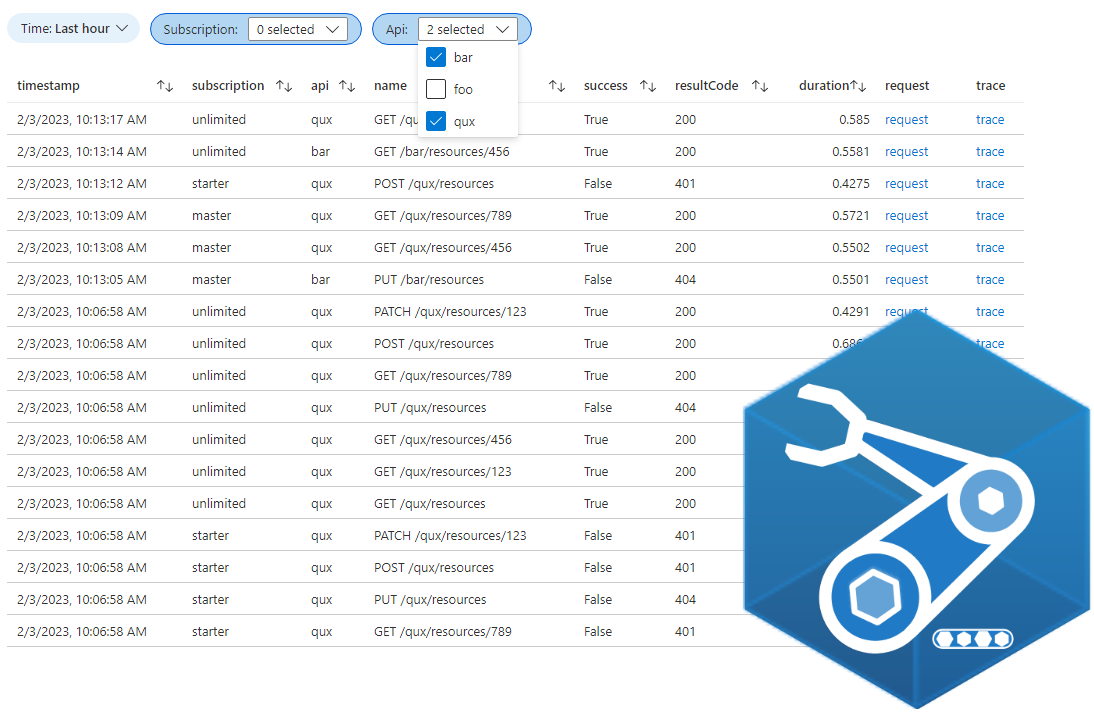 Time: Last hour Subscription: 0 selected Api: 2 selected
bar
foo
qux
timestamp subscription api name success resultCode duration request trace
2/3/2023, 10:13:17 AM unlimited qux GET True 200 0.585 request trace
2/3/2023, 10:13:14 AM unlimited bar GET /bar/resources/456 True 200 0.5581 request trace
2/3/2023, 10:13:12 AM starter qux POST /qux/resources False 401 0.4275 request trace
2/3/2023, 10:13:09 AM master qux GET /qux/resources/789 True 200 0.5721 request trace
2/3/2023, 10:13:08 AM master qux GET /qux/resources/456 True 200 0.5502 request trace
2/3/2023, 10:13:05 AM master bar PUT /bar/resources False 404 0.5501 request trace
2/3/2023, 10:06:58 AM unlimited qux PATCH /qux/resources/123 True 200 0.4291 request trace
2/3/2023, 10:06:58 AM unlimited qux POST /qux/resources True 200 trace
2/3/2023, 10:06:58 AM unlimited qux GET /qux/resources/789 True 200
2/3/2023, 10:06:58 AM unlimited qux PUT /qux/resources False 404
2/3/2023, 10:06:58 AM unlimited qux GET /qux/resources/456 True 200
2/3/2023, 10:06:58 AM unlimited qux GET /qux/resources/123 True 200
2/3/2023, 10:06:58 AM unlimited qux GET /qux/resources True 200
2/3/2023, 10:06:58 AM starter qux PATCH /qux/resources/123 False 401
2/3/2023, 10:06:58 AM starter qux POST /qux/resources False 401
2/3/2023, 10:06:58 AM starter qux PUT /qux/resources False 404
2/3/2023, 10:06:58 AM starter qux GET /qux/resources/789 False 401